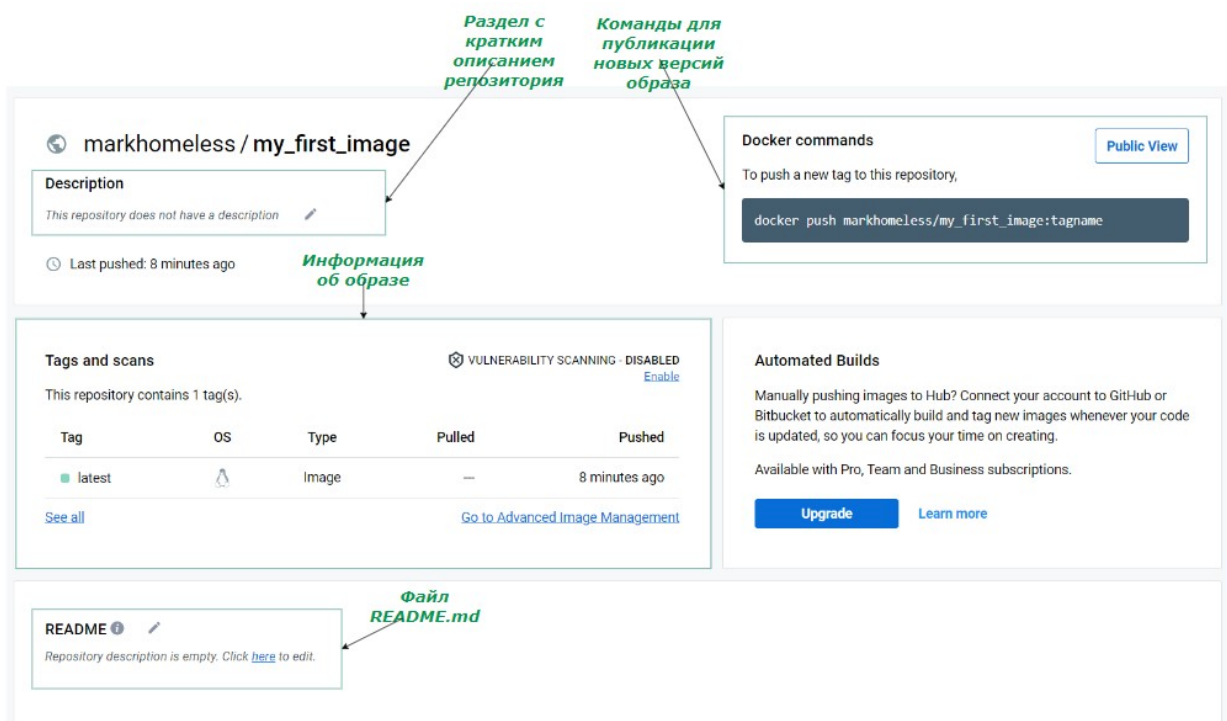 Раздел с
кратким
описанием
репозитория
Команды для
публикации
новых версий
образа
markhomeless / my_first_image
Description
This repository does not have a description
Last pushed: 8 minutes ago
Docker commands
Public View
To push a new tag to this repository,
docker push markhomeless/my_first_image:tagname
Информация
об образе
Tags and scans
VULNERABILITY SCANNING - DISABLED
Enable
This repository contains 1 tag(s).
Tag OS Type Pulled Pushed
latest Image --- 8 minutes ago
See all Go to Advanced Image Management
Automated Builds
Manually pushing images to Hub? Connect your account to GitHub or
Bitbucket to automatically build and tag new images whenever your code
is updated, so you can focus your time on creating.
Available with Pro, Team and Business subscriptions.
Upgrade Learn more
Файл
README.md
README
Repository description is empty. Click here to edit.